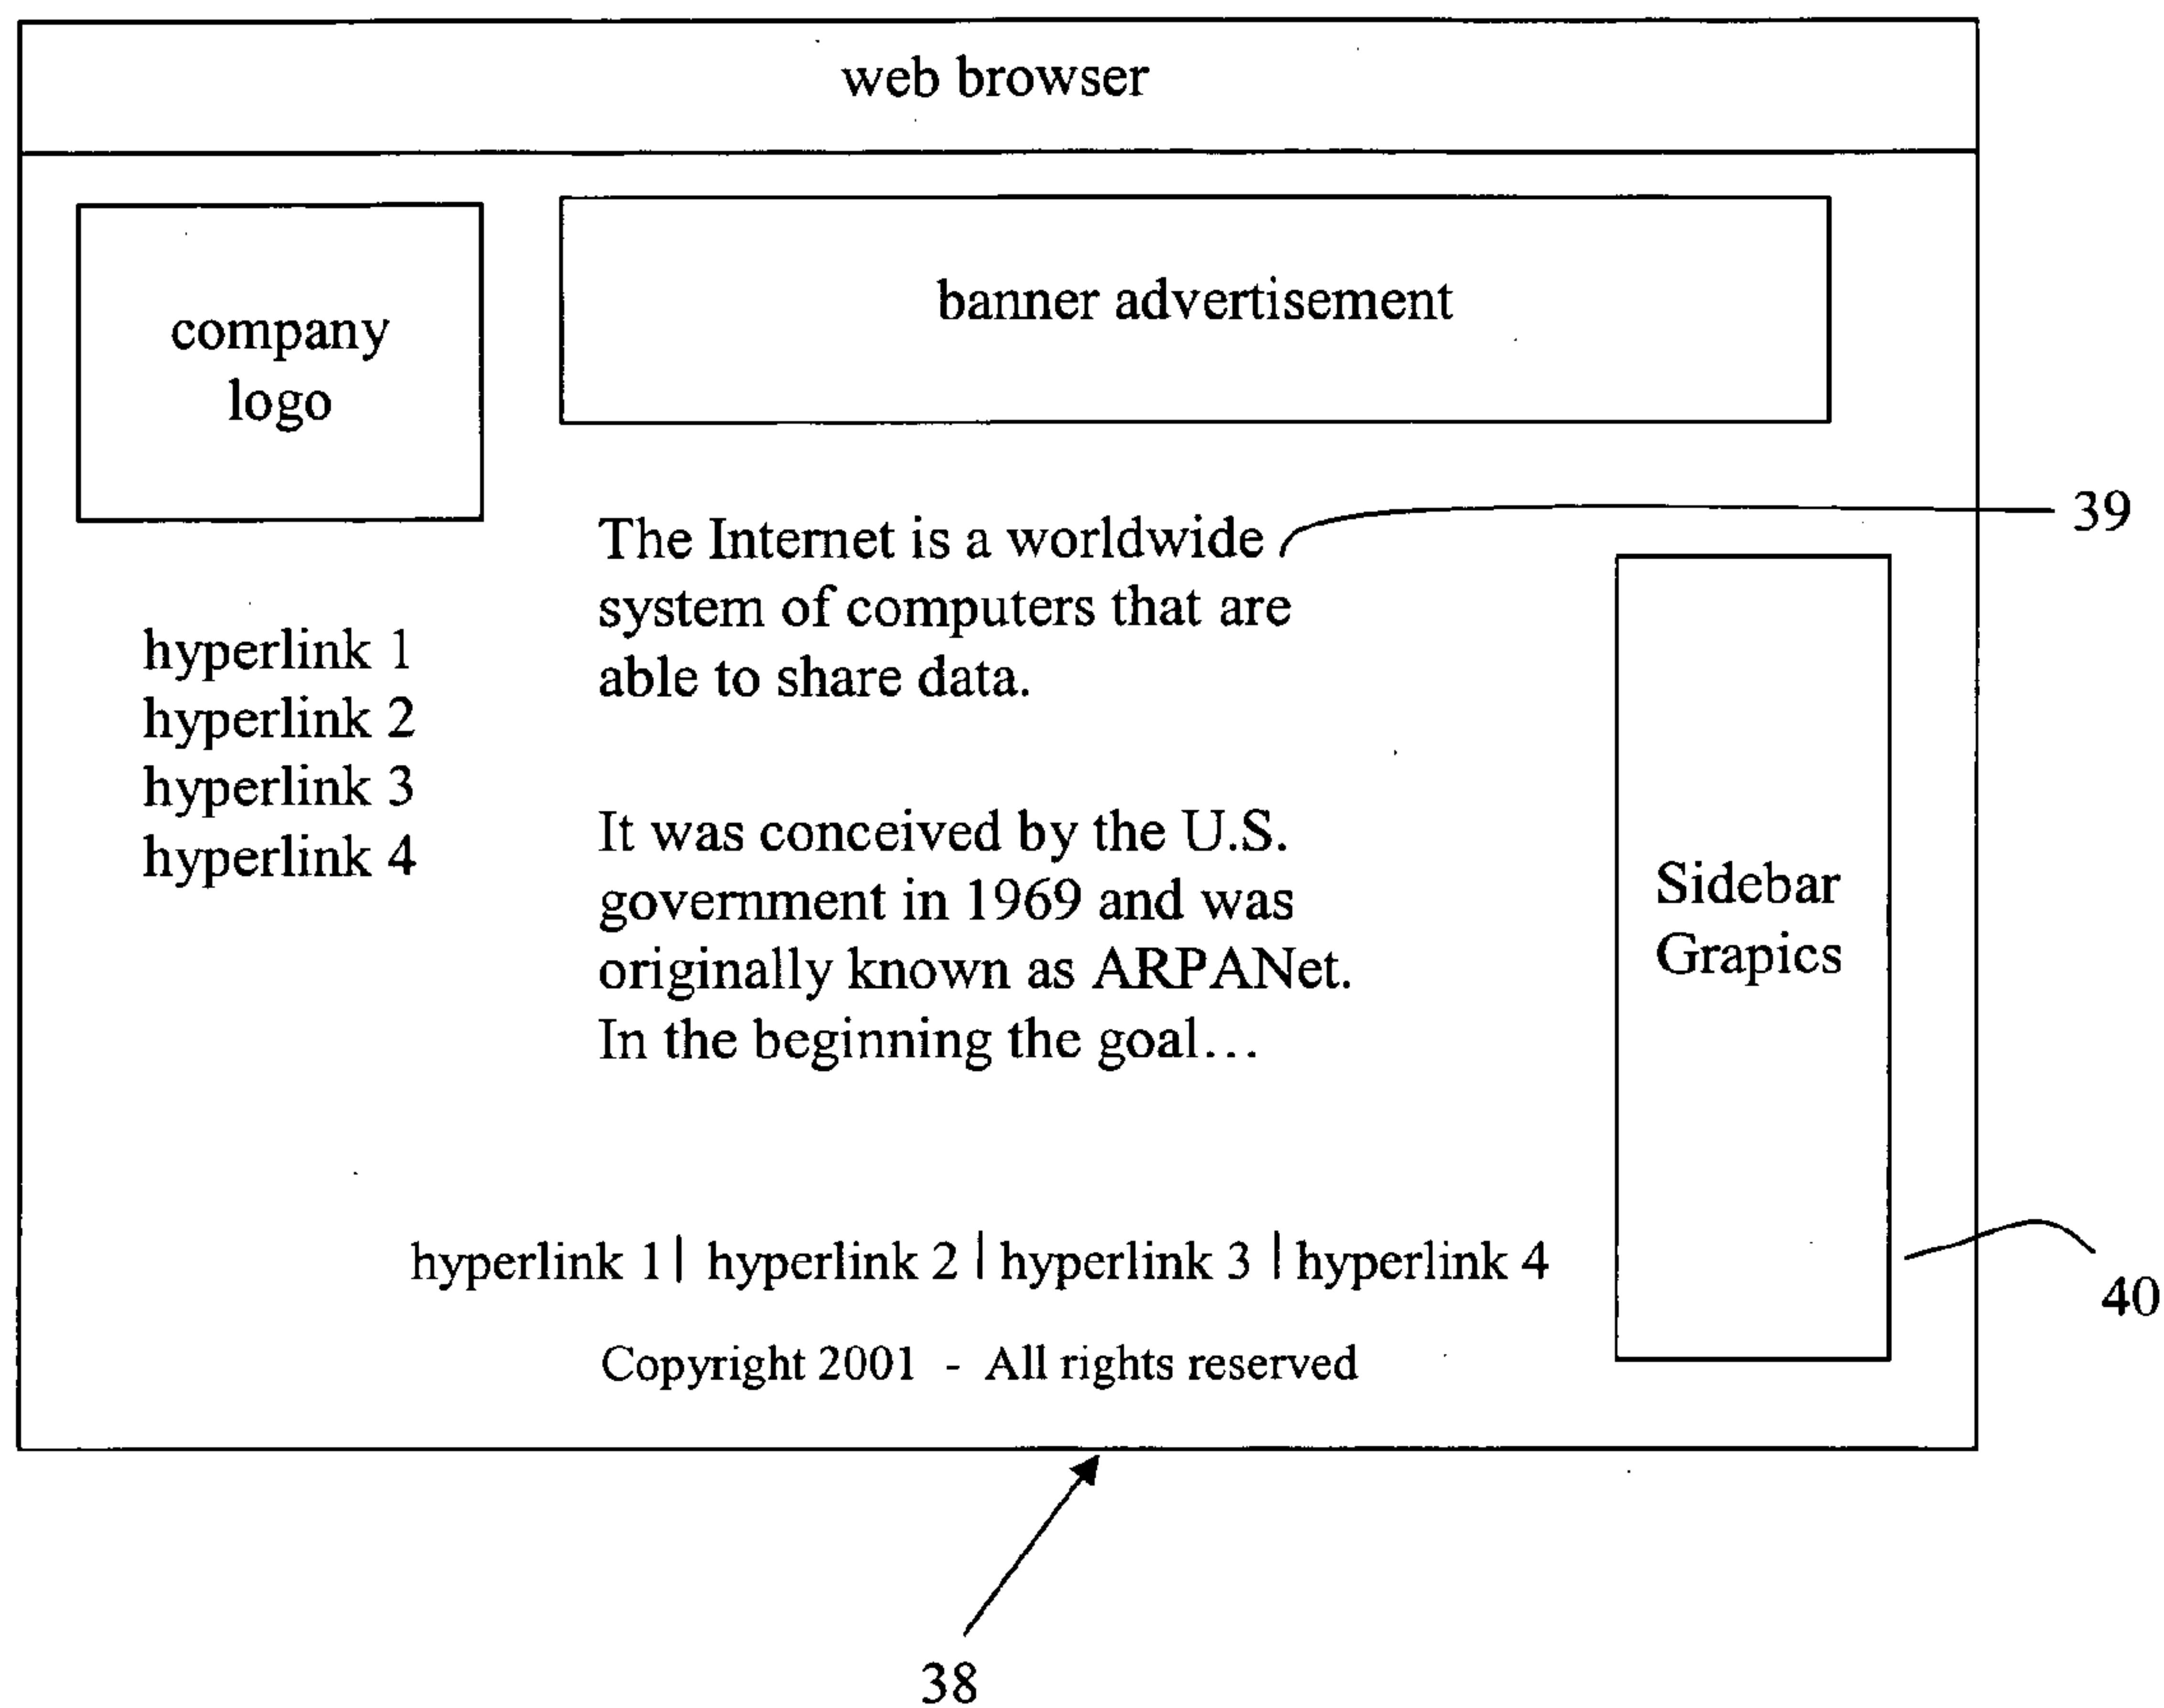 web browser
company
logo
banner advertisement
39
The Internet is a worldwide
system of computers that are
able to share data.
hyperlink 1
hyperlink 2
hyperlink 3
hyperlink 4
It was conceived by the U.S.
government in 1969 and was
originally known as ARPANet.
In the beginning the goal...
Sidebar
Grapics
hyperlink 1 | hyperlink 2 | hyperlink 3 | hyperlink 4
40
Copyright 2001 - All rights reserved
38